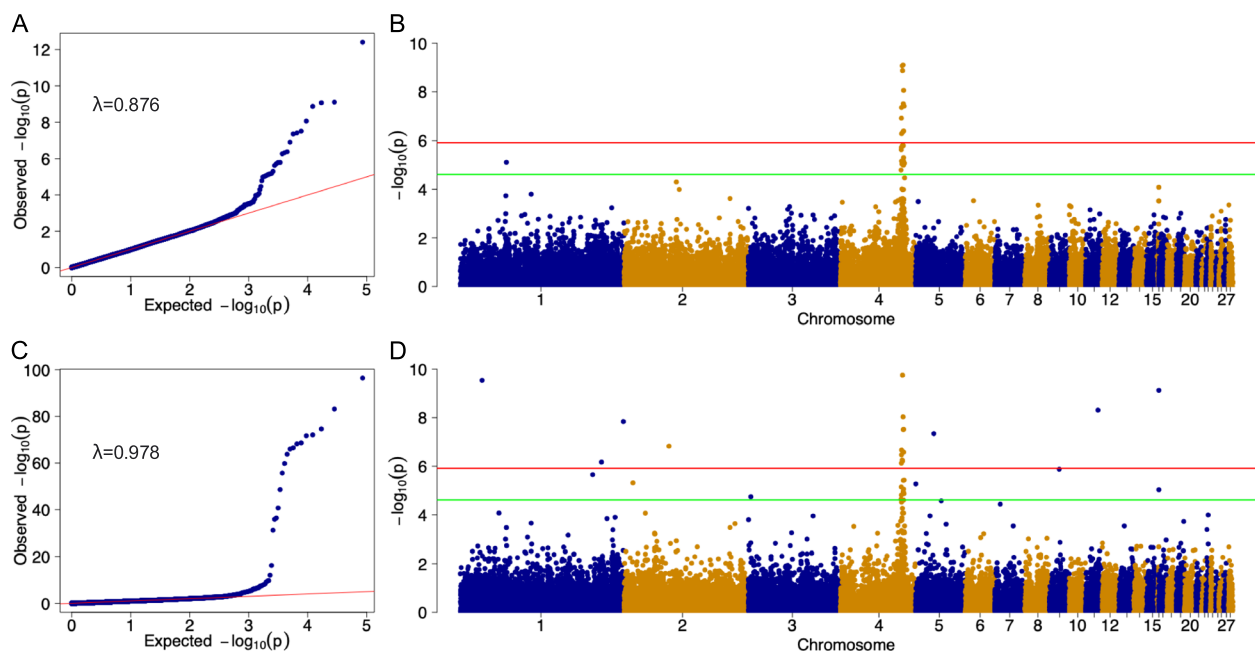 A
Observed −log10(p)
12
10
8
6
4
2
0
λ=0.876
0 1 2 3 4 5
Expected −log10(p)
B
−log10(p)
10
8
6
4
2
0
1 2 3 4 5 6 7 8 10 12 15 20 27
Chromosome
C
Observed −log10(p)
100
80
60
40
20
0
λ=0.978
0 1 2 3 4 5
Expected −log10(p)
D
−log10(p)
10
8
6
4
2
0
1 2 3 4 5 6 7 8 10 12 15 20 27
Chromosome